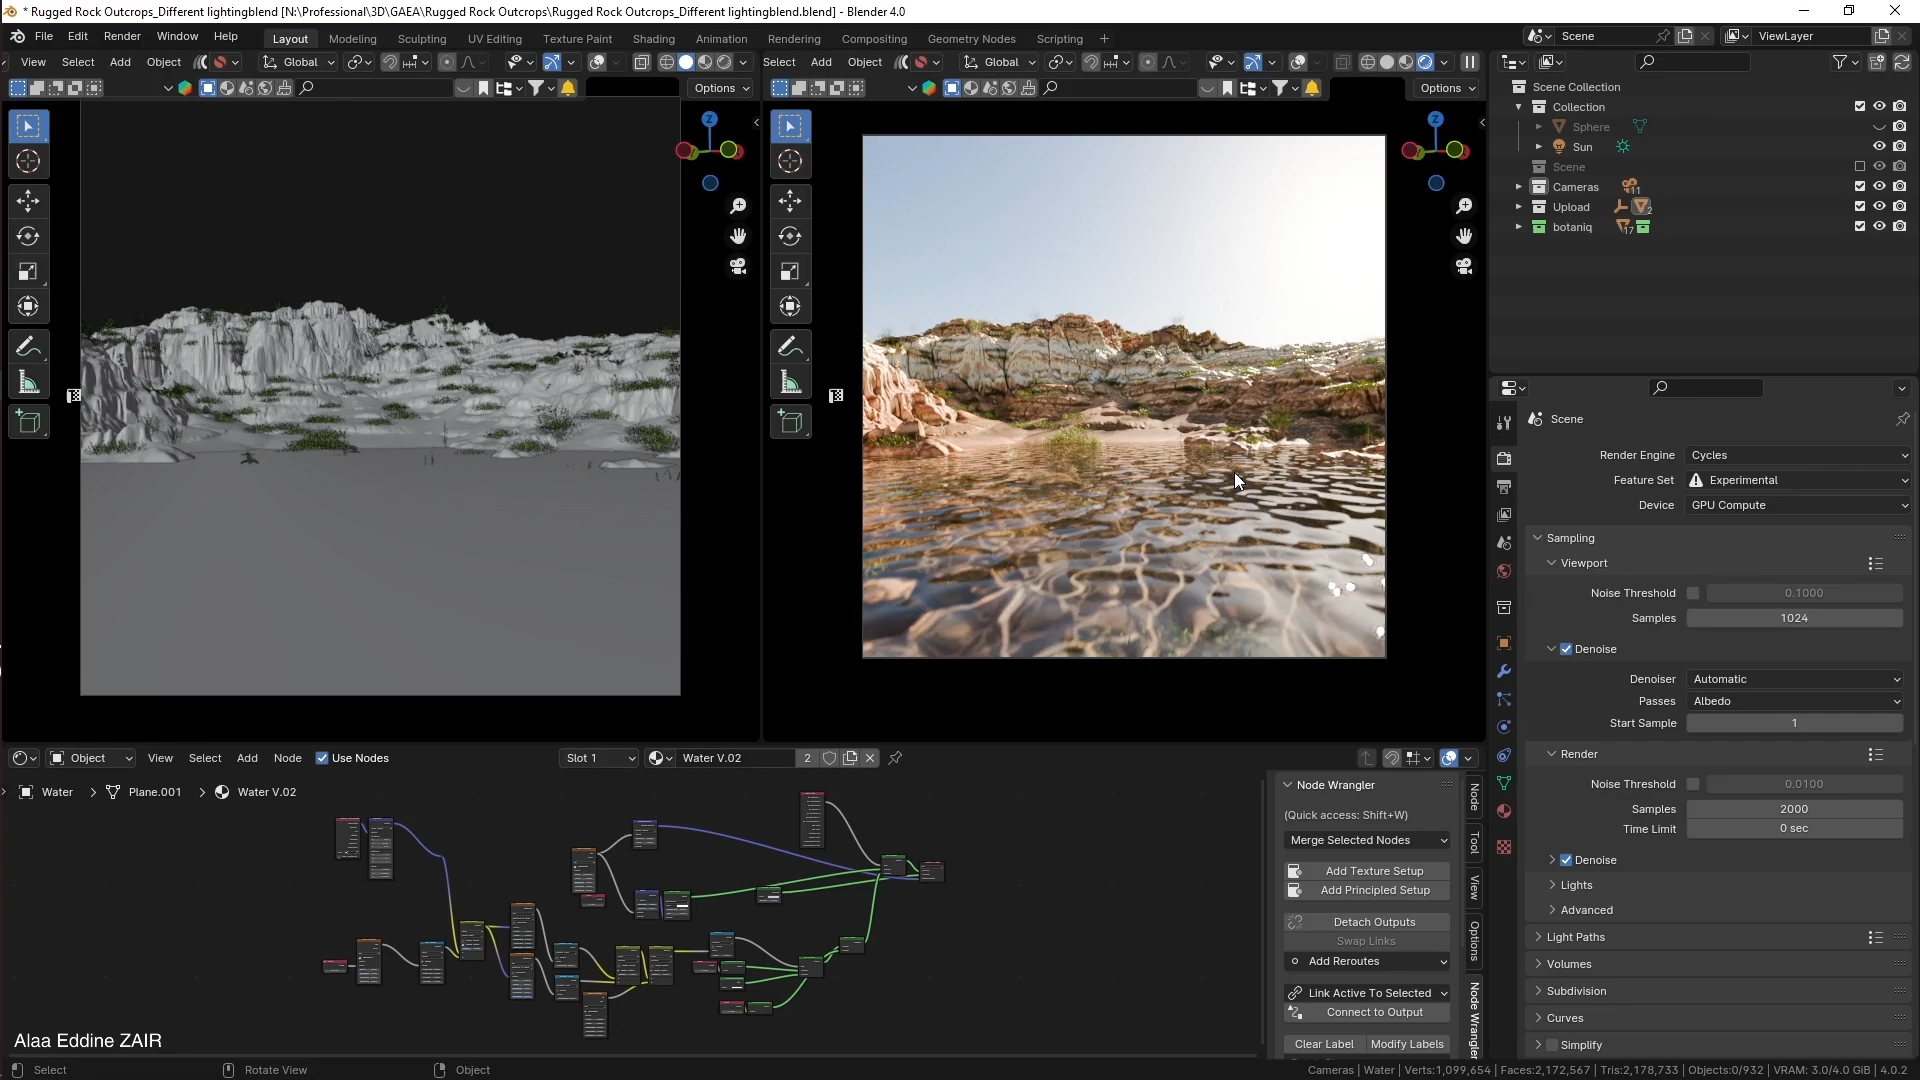 * Rugged Rock Outcrops_Different lightingblend [N:\Professional\3D\GAEA\Rugged Rock Outcrops\Rugged Rock Outcrops_Different lightingblend.blend] - Blender 4.0
File Edit Render Window Help Layout Modeling Sculpting UV Editing Texture Paint Shading Animation Rendering Compositing Geometry Nodes Scripting + Scene ViewLayer
View Select Add Object Global Select Add Object Global
Options Options
Z Z
Scene Collection
Collection
Sphere
Sun
Scene
Cameras 11
Upload 2
botaniq 17
Scene
Render Engine Cycles
Feature Set Experimental
Device GPU Compute
Sampling
Viewport
Noise Threshold 0.1000
Samples 1024
Denoise
Denoiser Automatic
Passes Albedo
Start Sample 1
Render
Noise Threshold 0.0100
Samples 2000
Time Limit 0 sec
Denoise
Lights
Advanced
Light Paths
Volumes
Subdivision
Curves
Simplify
Object View Select Add Node Use Nodes Slot 1 Water V.02 2
Water Plane.001 Water V.02
Node Wrangler
(Quick access: Shift+W)
Merge Selected Nodes
Add Texture Setup
Add Principled Setup
Detach Outputs
Swap Links
Add Reroutes
Link Active To Selected
Connect to Output
Clear Label Modify Labels
Node
Tool
View
Options
Node Wrangler
Alaa Eddine ZAIR
Select Rotate View Object
Cameras | Water | Verts:1,099,654 | Faces:2,172,567 | Tris:2,178,733 | Objects:0/932 | VRAM: 3.0/4.0 GiB | 4.0.2